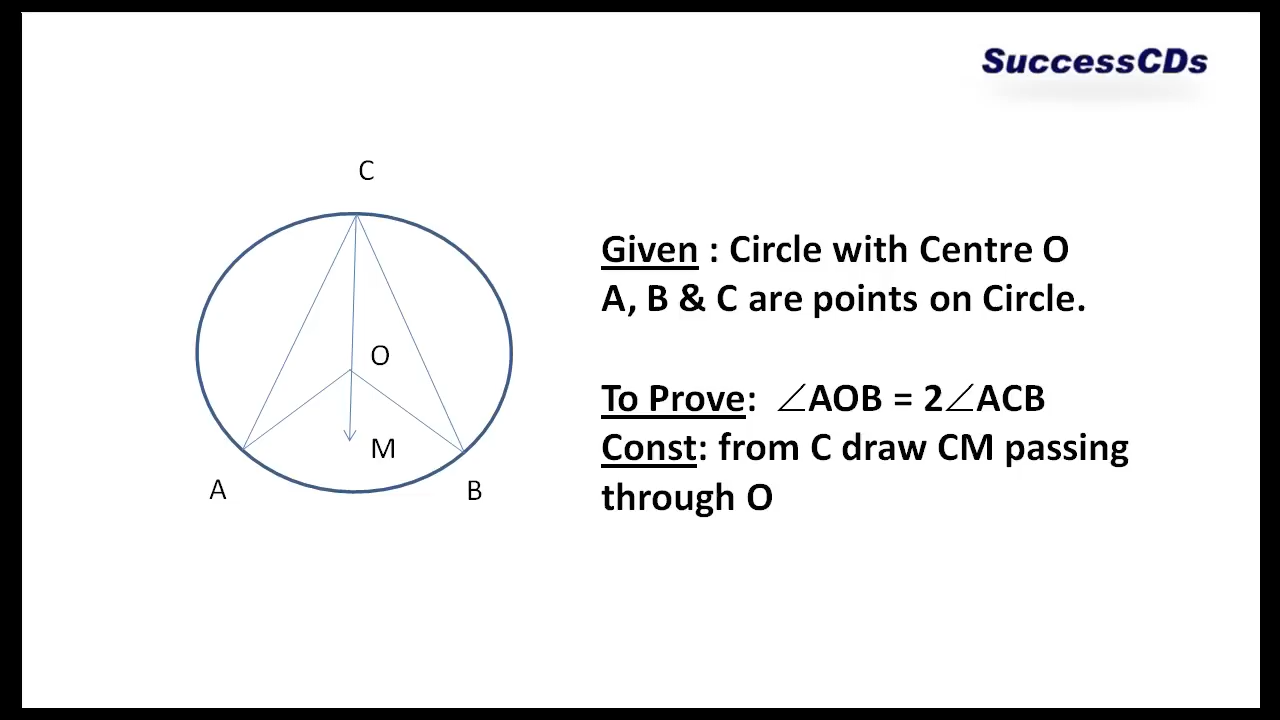 SuccessCDs
C
Given : Circle with Centre O
A, B & C are points on Circle.
O
To Prove: ∠AOB = 2∠ACB
M
Const: from C draw CM passing
through O
A
B